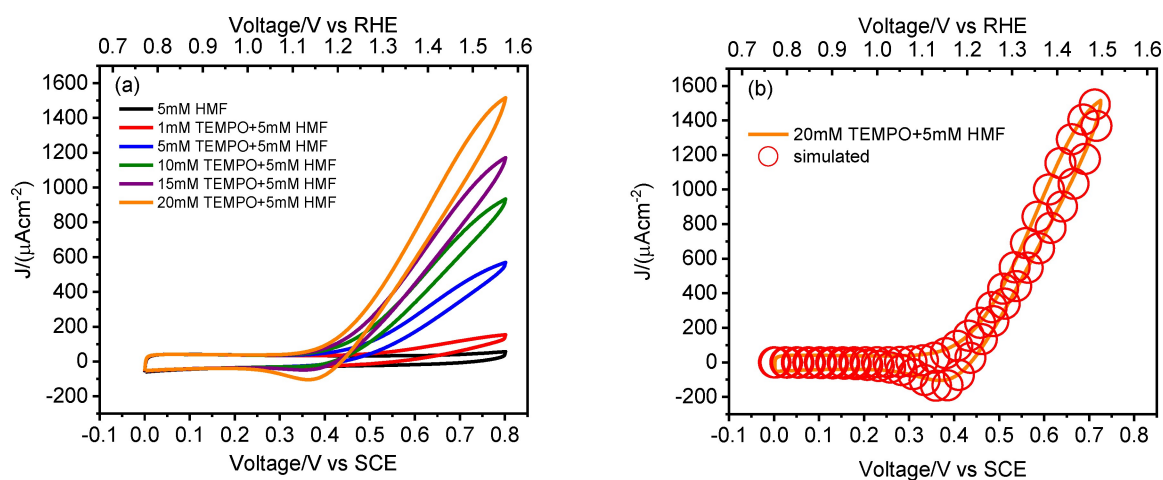 Voltage/V vs RHE
0.7 0.8 0.9 1.0 1.1 1.2 1.3 1.4 1.5 1.6
(a)
5mM HMF
1mM TEMPO+5mM HMF
5mM TEMPO+5mM HMF
10mM TEMPO+5mM HMF
15mM TEMPO+5mM HMF
20mM TEMPO+5mM HMF
J/(μAcm-2)
1600
1400
1200
1000
800
600
400
200
0
-200
-0.1 0.0 0.1 0.2 0.3 0.4 0.5 0.6 0.7 0.8
Voltage/V vs SCE
Voltage/V vs RHE
0.7 0.8 0.9 1.0 1.1 1.2 1.3 1.4 1.5 1.6
(b)
20mM TEMPO+5mM HMF
simulated
J/(μAcm-2)
1600
1400
1200
1000
800
600
400
200
0
-200
-0.1 0.0 0.1 0.2 0.3 0.4 0.5 0.6 0.7 0.8
Voltage/V vs SCE